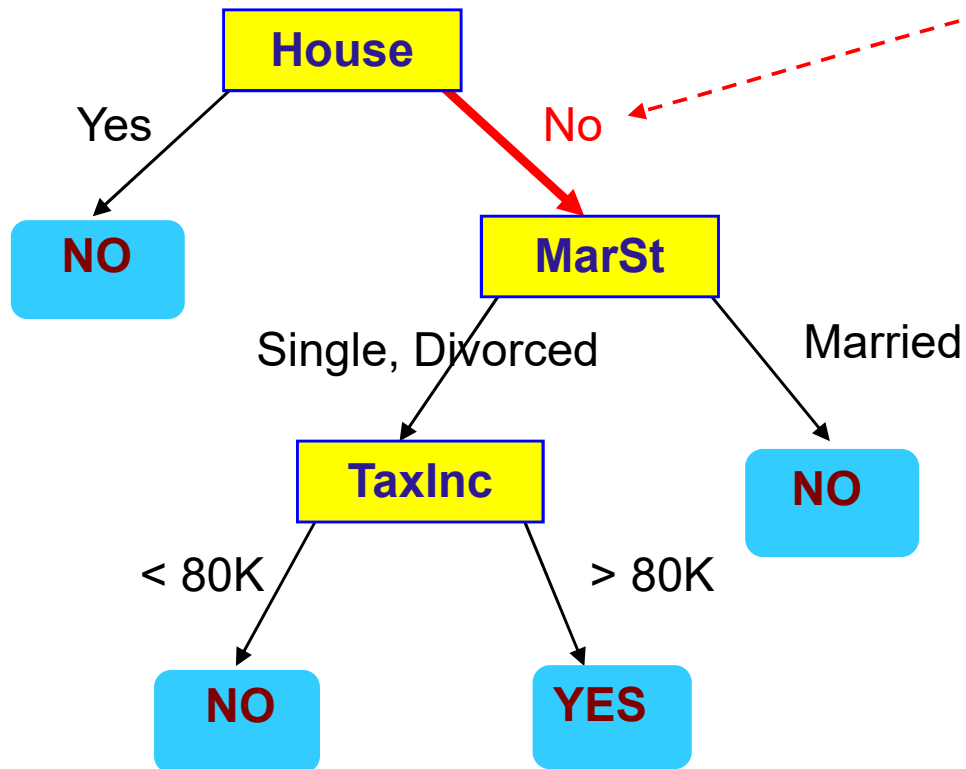 House
Yes
No
NO
MarSt
Single, Divorced
Married
TaxInc
NO
< 80K
> 80K
NO
YES